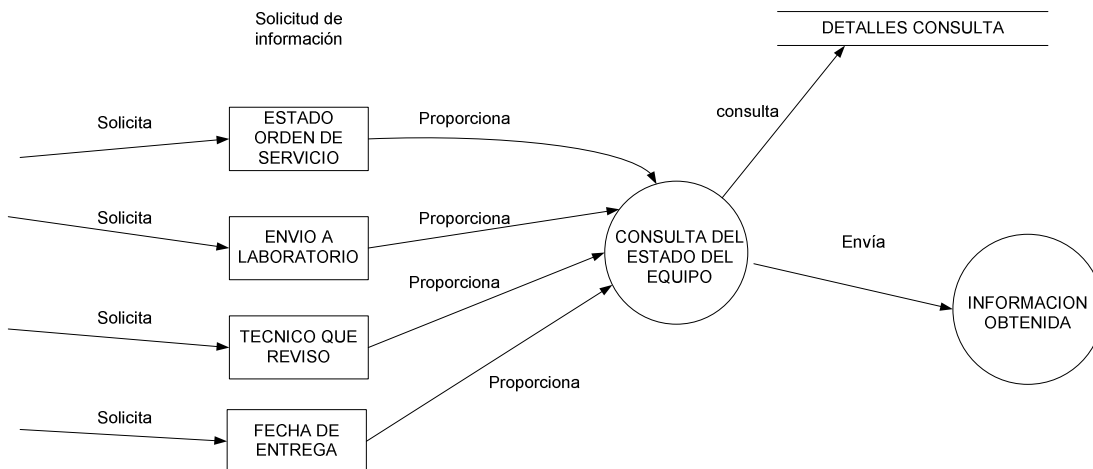 Solicitud de
información
DETALLES CONSULTA
consulta
Solicita
ESTADO
ORDEN DE
SERVICIO
Proporciona
Solicita
ENVIO A
LABORATORIO
Proporciona
CONSULTA DEL
ESTADO DEL
EQUIPO
Envía
INFORMACION
OBTENIDA
Solicita
TECNICO QUE
REVISO
Proporciona
Solicita
FECHA DE
ENTREGA
Proporciona